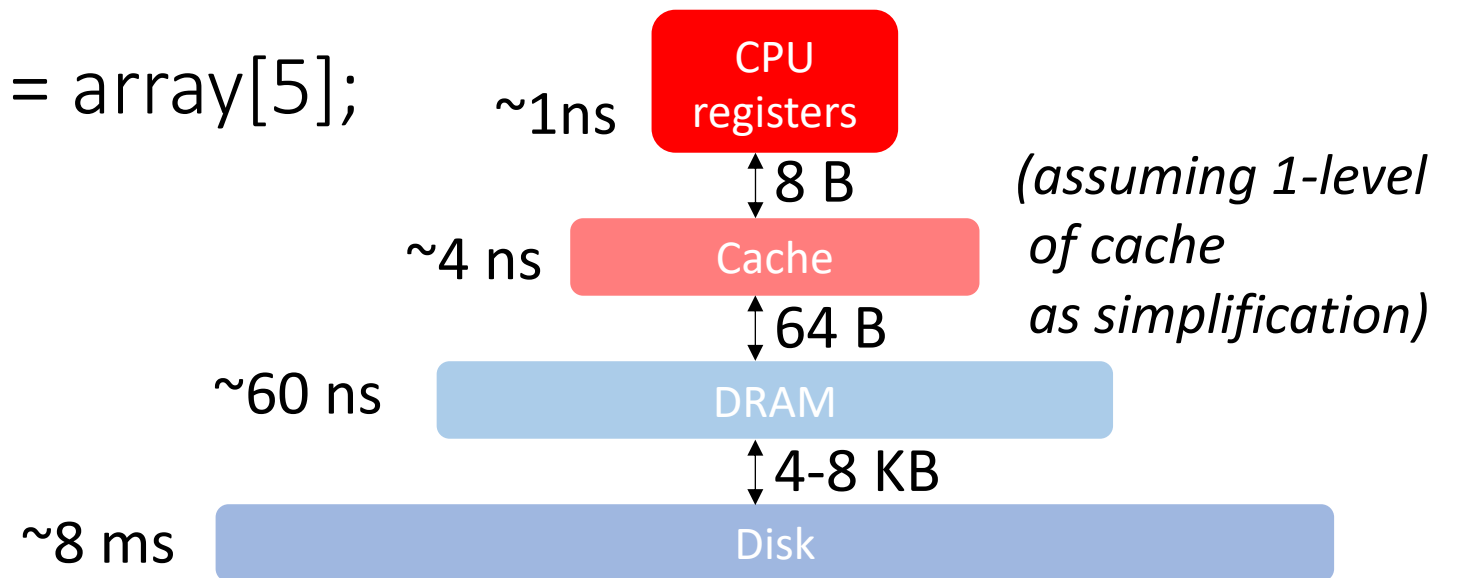 = array[5];
~1ns
CPU
registers
8 B
(assuming 1-level
of cache
as simplification)
~4 ns
Cache
64 B
~60 ns
DRAM
4-8 KB
~8 ms
Disk